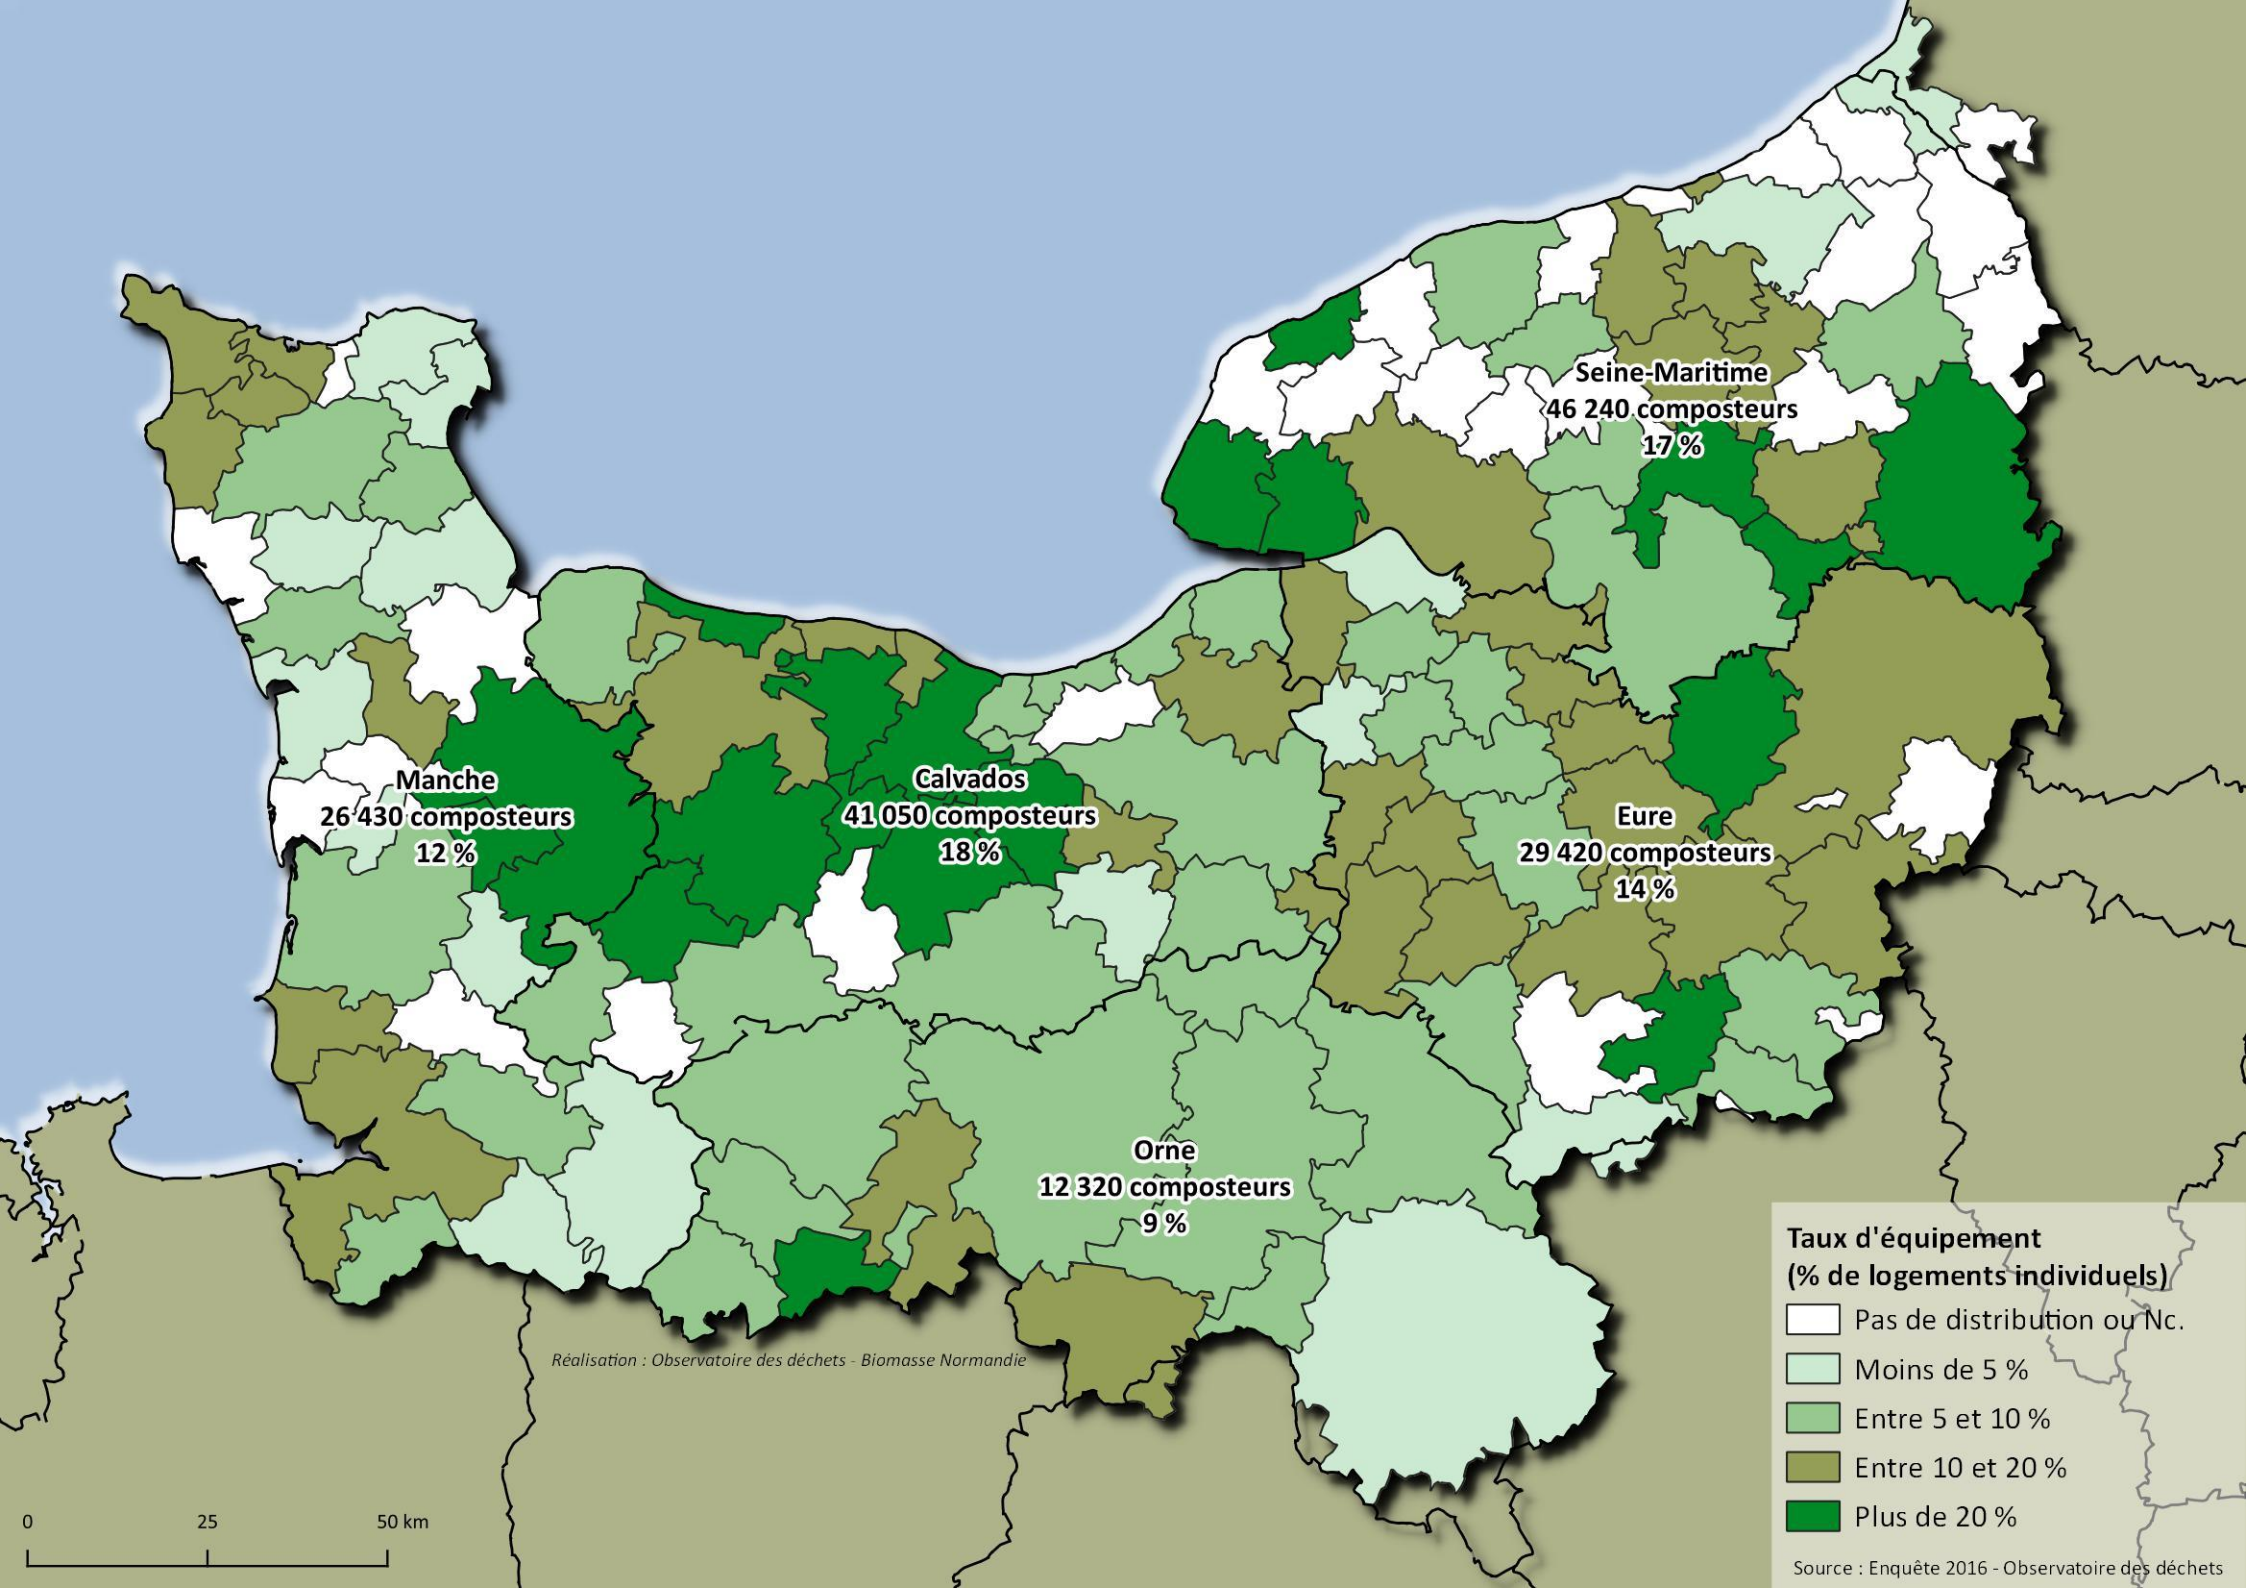 Seine-Maritime
46 240 composteurs
17 %
Manche
26 430 composteurs
12 %
Calvados
41 050 composteurs
18 %
Eure
29 420 composteurs
14 %
Orne
12 320 composteurs
9 %
Réalisation : Observatoire des déchets - Biomasse Normandie
0 25 50 km
Taux d'équipement
(% de logements individuels)
Pas de distribution ou Nc.
Moins de 5 %
Entre 5 et 10 %
Entre 10 et 20 %
Plus de 20 %
Source : Enquête 2016 - Observatoire des déchets